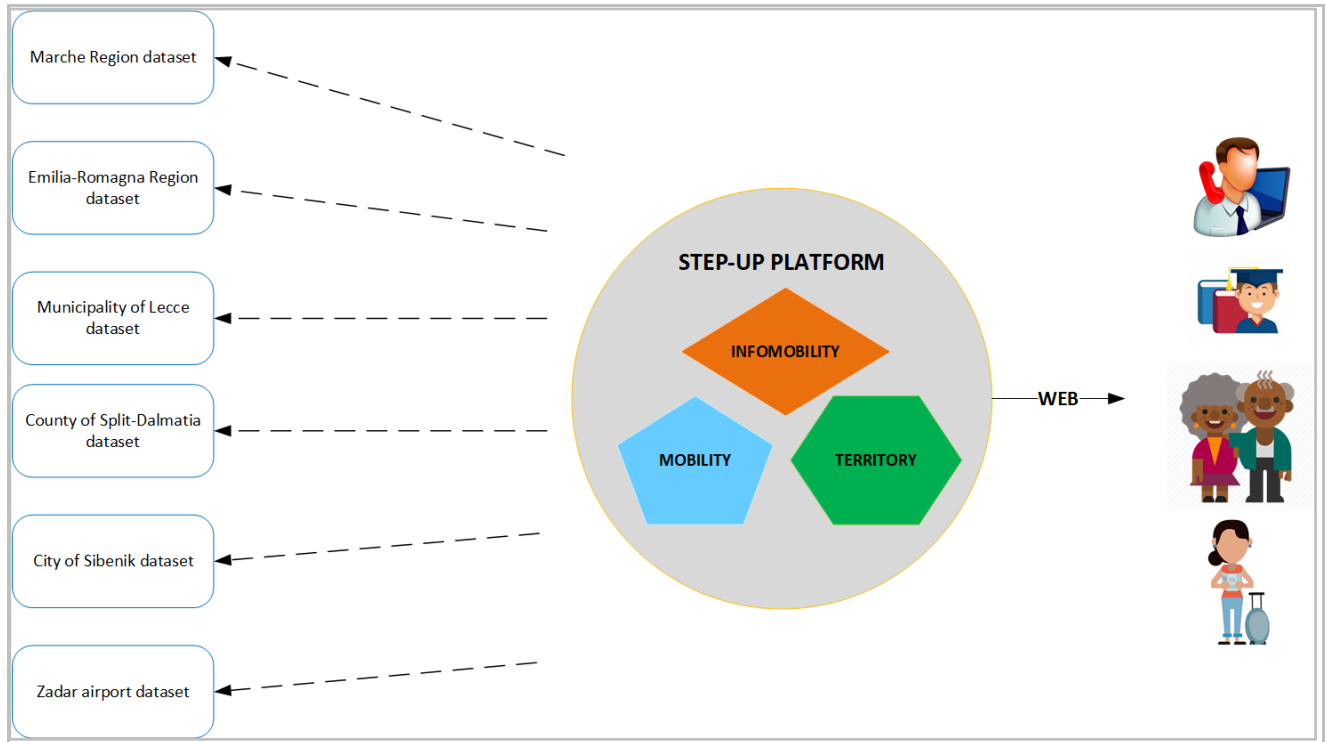 Marche Region dataset
Emilia-Romagna Region
dataset
Municipality of Lecce
dataset
County of Split-Dalmatia
dataset
City of Sibenik dataset
Zadar airport dataset
STEP-UP PLATFORM
INFOMOBILITY
MOBILITY
TERRITORY
WEB